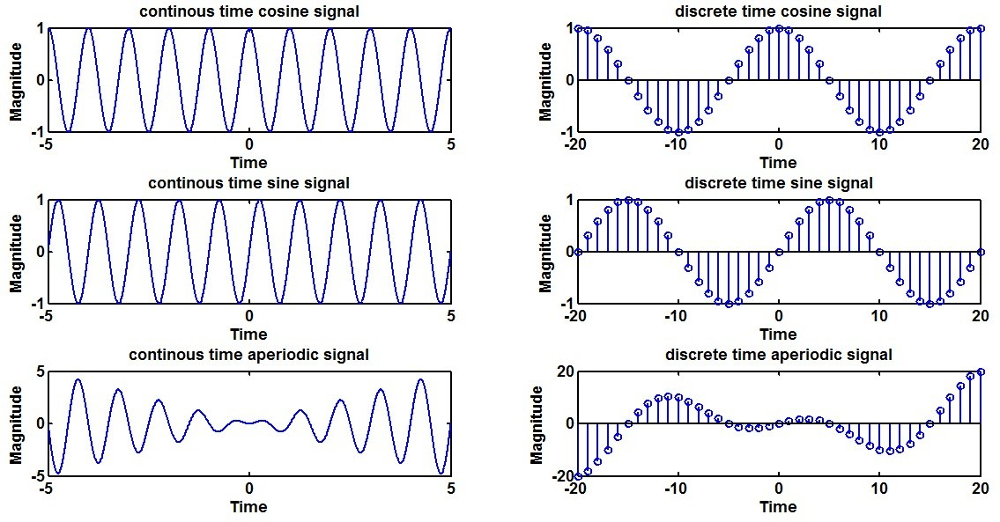 continous time cosine signal
Magnitude
1
0
-1
-5 0 5
Time
discrete time cosine signal
Magnitude
1
0
-1
-20 -10 0 10 20
Time
continous time sine signal
Magnitude
1
0
-1
-5 0 5
Time
discrete time sine signal
Magnitude
1
0
-1
-20 -10 0 10 20
Time
continous time aperiodic signal
Magnitude
5
0
-5
-5 0 5
Time
discrete time aperiodic signal
Magnitude
20
0
-20
-20 -10 0 10 20
Time